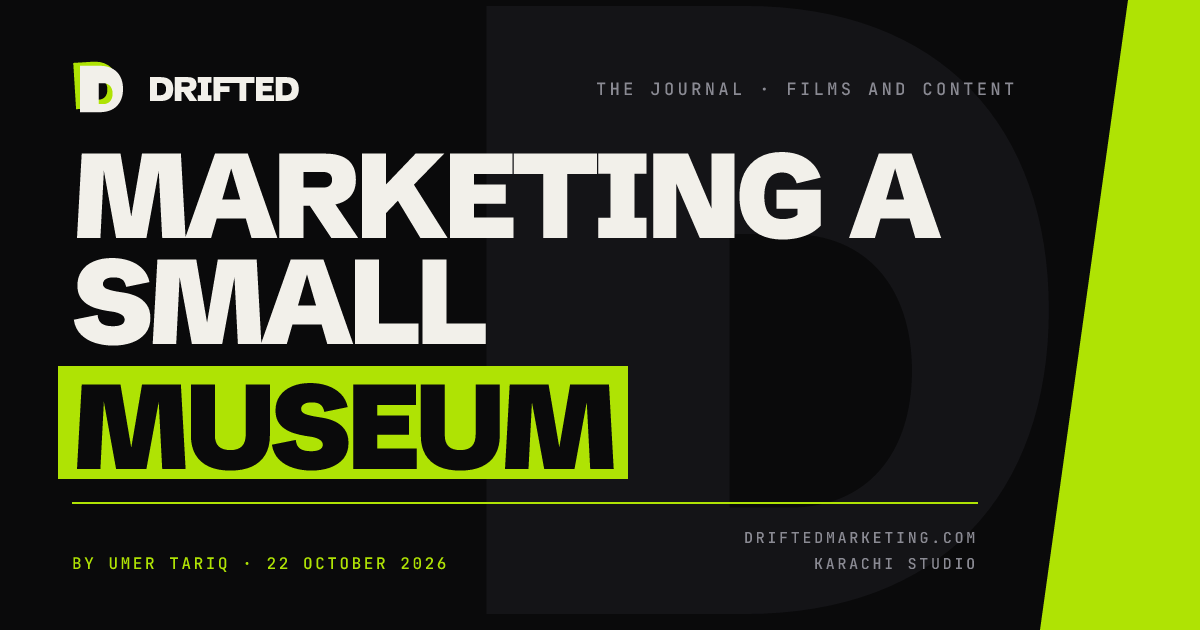 DRIFTED
THE JOURNAL · FILMS AND CONTENT
MARKETING A
SMALL
MUSEUM
BY UMER TARIQ · 22 OCTOBER 2026
DRIFTEDMARKETING.COM
KARACHI STUDIO